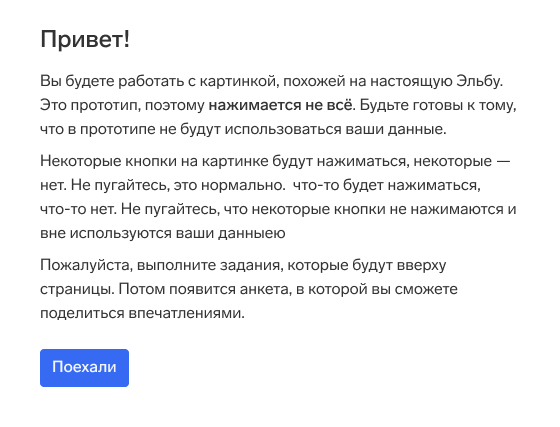 Привет!
Вы будете работать с картинкой, похожей на настоящую Эльбу.
Это прототип, поэтому нажимается не всё. Будьте готовы к тому,
что в прототипе не будут использоваться ваши данные.
Некоторые кнопки на картинке будут нажиматься, некоторые —
нет. Не пугайтесь, это нормально.  что-то будет нажиматься,
что-то нет. Не пугайтесь, что некоторые кнопки не нажимаются и
вне используются ваши данныею
Пожалуйста, выполните задания, которые будут вверху
страницы. Потом появится анкета, в которой вы сможете
поделиться впечатлениями.
Поехали